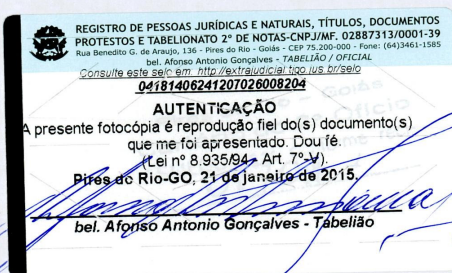 REGISTRO DE PESSOAS JURÍDICAS E NATURAIS, TÍTULOS, DOCUMENTOS
PROTESTOS E TABELIONATO 2º DE NOTAS-CNPJ/MF. 02887313/0001-39
Rua Benedito G. de Araujo, 136 - Pires do Rio - Goiás - CEP 75.200-000 - Fone: (64)3461-1585
bel. Afonso Antonio Gonçalves - TABELIÃO / OFICIAL
Consulte este selo em: http://extrajudicial.tjgo.jus.br/selo
04181406241207026008204
AUTENTICAÇÃO
A presente fotocópia é reprodução fiel do(s) documento(s)
que me foi apresentado. Dou fé.
(Lei nº 8.935/94 - Art. 7º-V).
Pires do Rio-GO, 21 de janeiro de 2015.
bel. Afonso Antonio Gonçalves - Tabelião